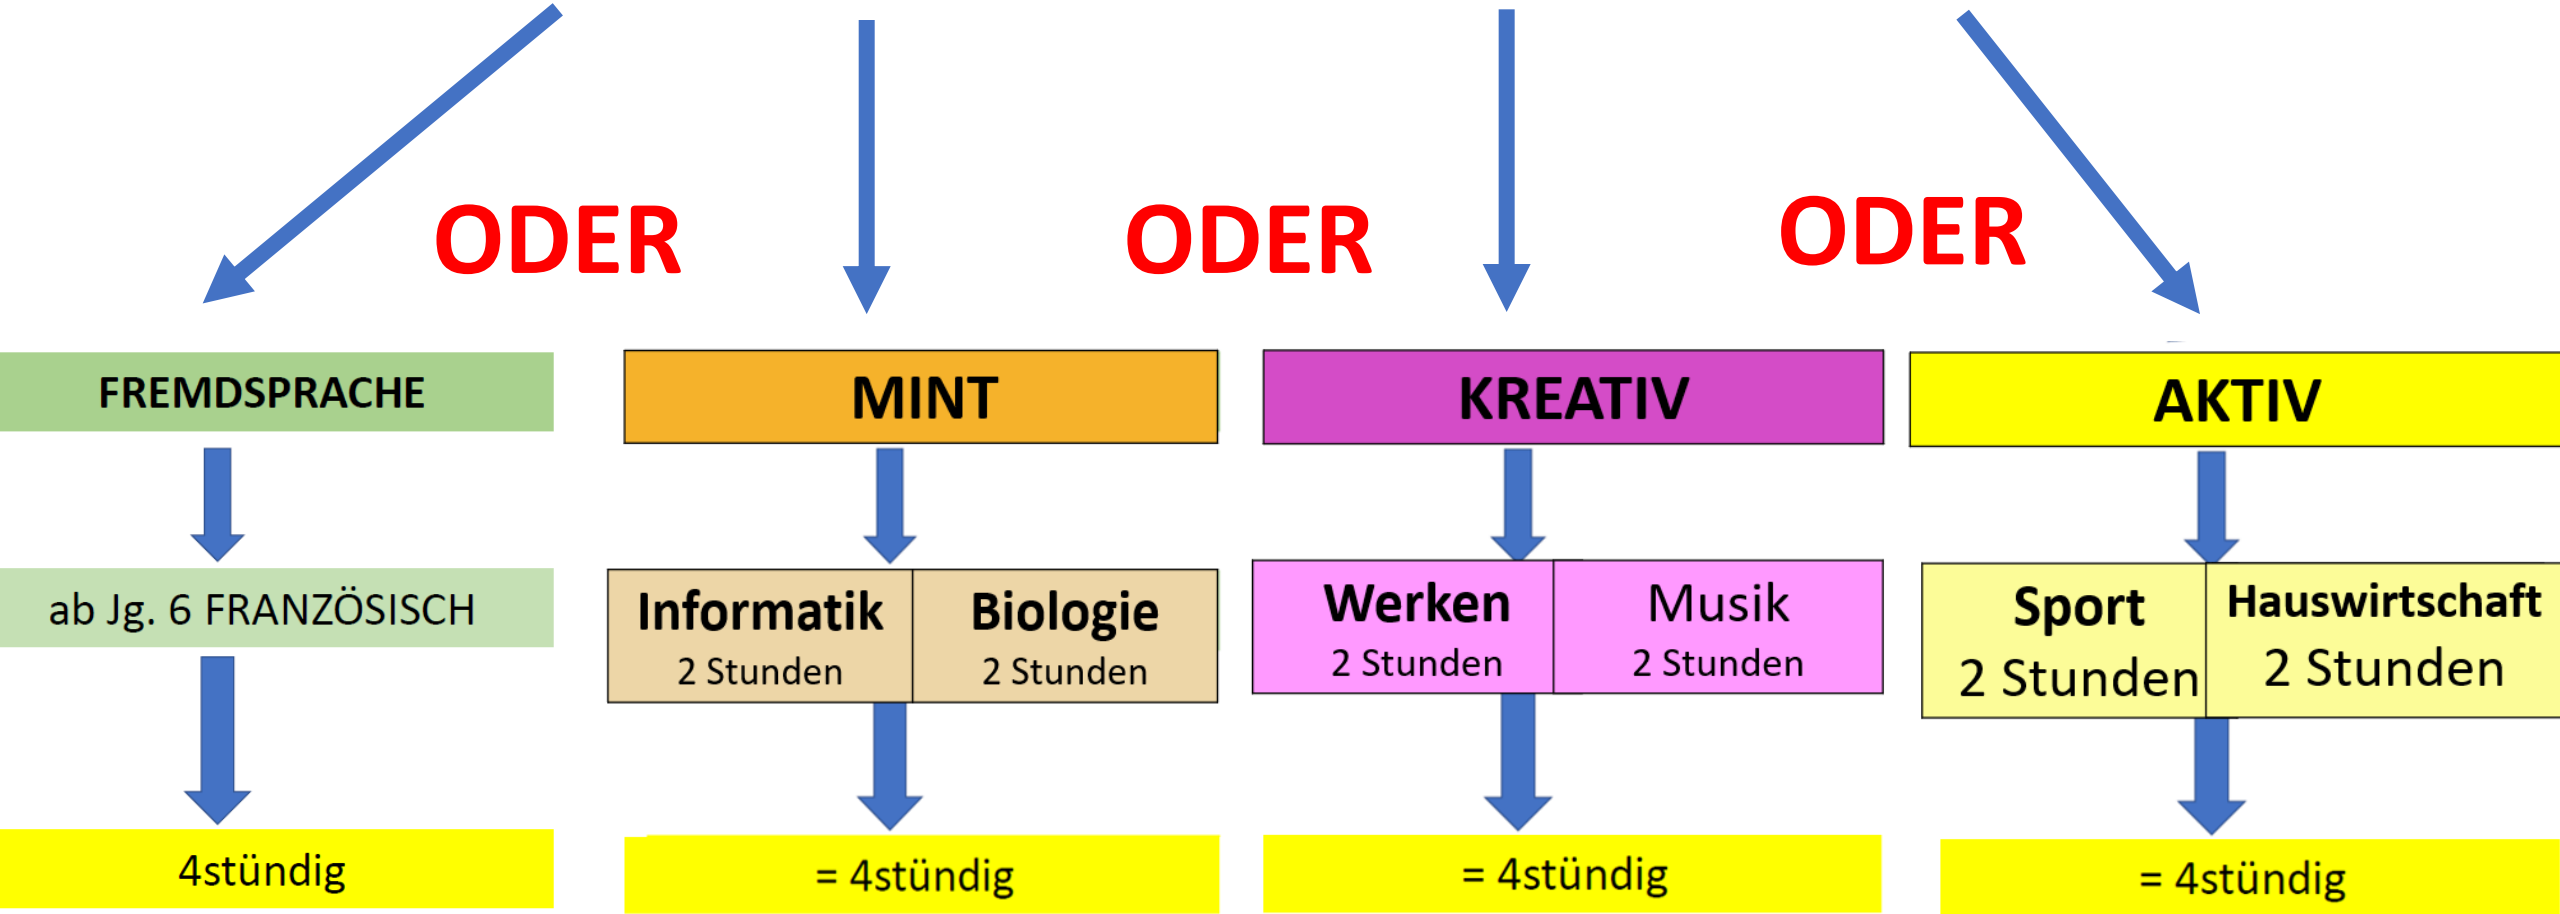 ODER
ODER
ODER
FREMDSPRACHE
MINT
KREATIV
AKTIV
ab Jg. 6 FRANZÖSISCH
Informatik
2 Stunden
Biologie
2 Stunden
Werken
2 Stunden
Musik
2 Stunden
Sport
2 Stunden
Hauswirtschaft
2 Stunden
4stündig
= 4stündig
= 4stündig
= 4stündig